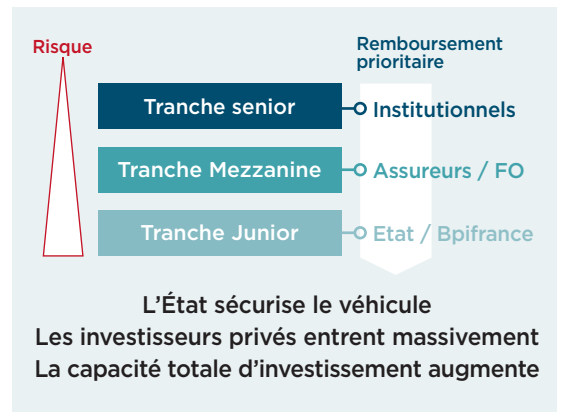 Risque
Remboursement
prioritaire
Tranche senior
Institutionnels
Tranche Mezzanine
Assureurs / FO
Tranche Junior
Etat / Bpifrance
L'État sécurise le véhicule
Les investisseurs privés entrent massivement
La capacité totale d'investissement augmente